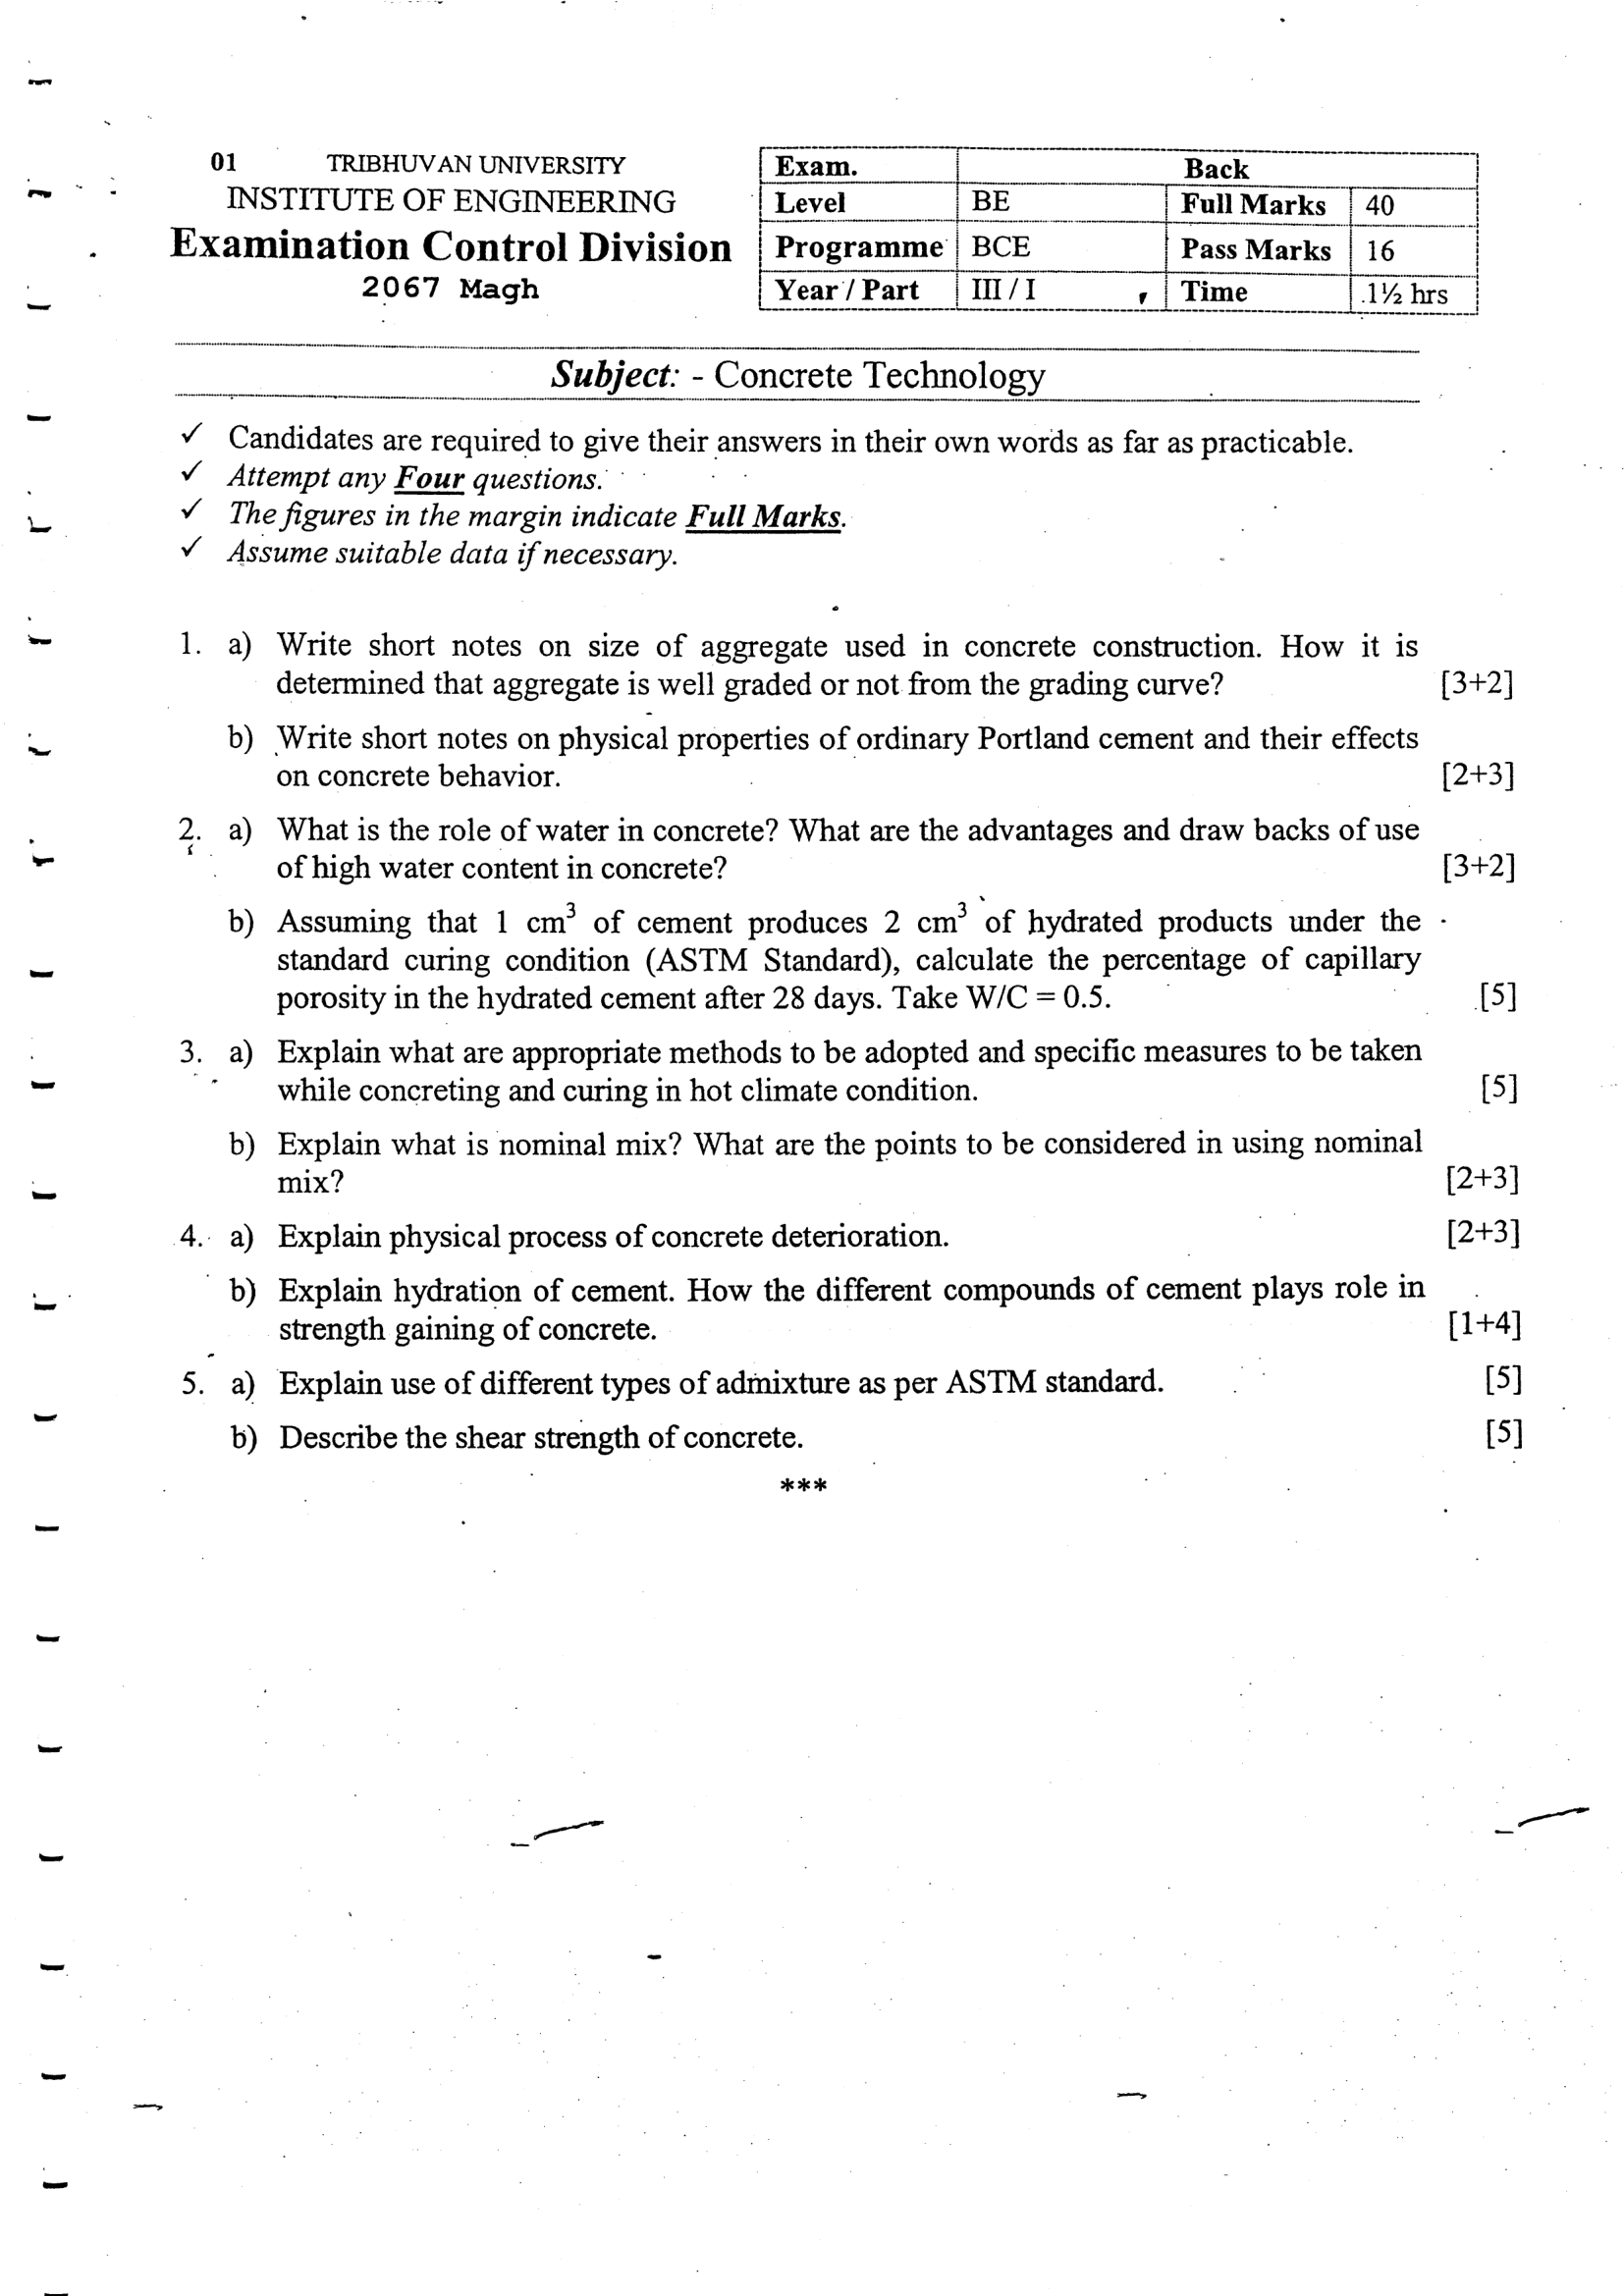 01 TRIBHUVAN UNIVERSITY
INSTITUTE OF ENGINEERING
Examination Control Division
2067 Magh
Exam. Back
Level BE Full Marks 40
Programme BCE Pass Marks 16
Year / Part III / I Time 1½ hrs
Subject: - Concrete Technology
✓ Candidates are required to give their answers in their own words as far as practicable.
✓ Attempt any Four questions.
✓ The figures in the margin indicate Full Marks.
✓ Assume suitable data if necessary.
1. a) Write short notes on size of aggregate used in concrete construction. How it is
determined that aggregate is well graded or not from the grading curve? [3+2]
b) Write short notes on physical properties of ordinary Portland cement and their effects
on concrete behavior. [2+3]
2. a) What is the role of water in concrete? What are the advantages and draw backs of use
of high water content in concrete? [3+2]
b) Assuming that 1 cm³ of cement produces 2 cm³ of hydrated products under the
standard curing condition (ASTM Standard), calculate the percentage of capillary
porosity in the hydrated cement after 28 days. Take W/C = 0.5. [5]
3. a) Explain what are appropriate methods to be adopted and specific measures to be taken
while concreting and curing in hot climate condition. [5]
b) Explain what is nominal mix? What are the points to be considered in using nominal
mix? [2+3]
4. a) Explain physical process of concrete deterioration. [2+3]
b) Explain hydration of cement. How the different compounds of cement plays role in
strength gaining of concrete. [1+4]
5. a) Explain use of different types of admixture as per ASTM standard. [5]
b) Describe the shear strength of concrete. [5]
***